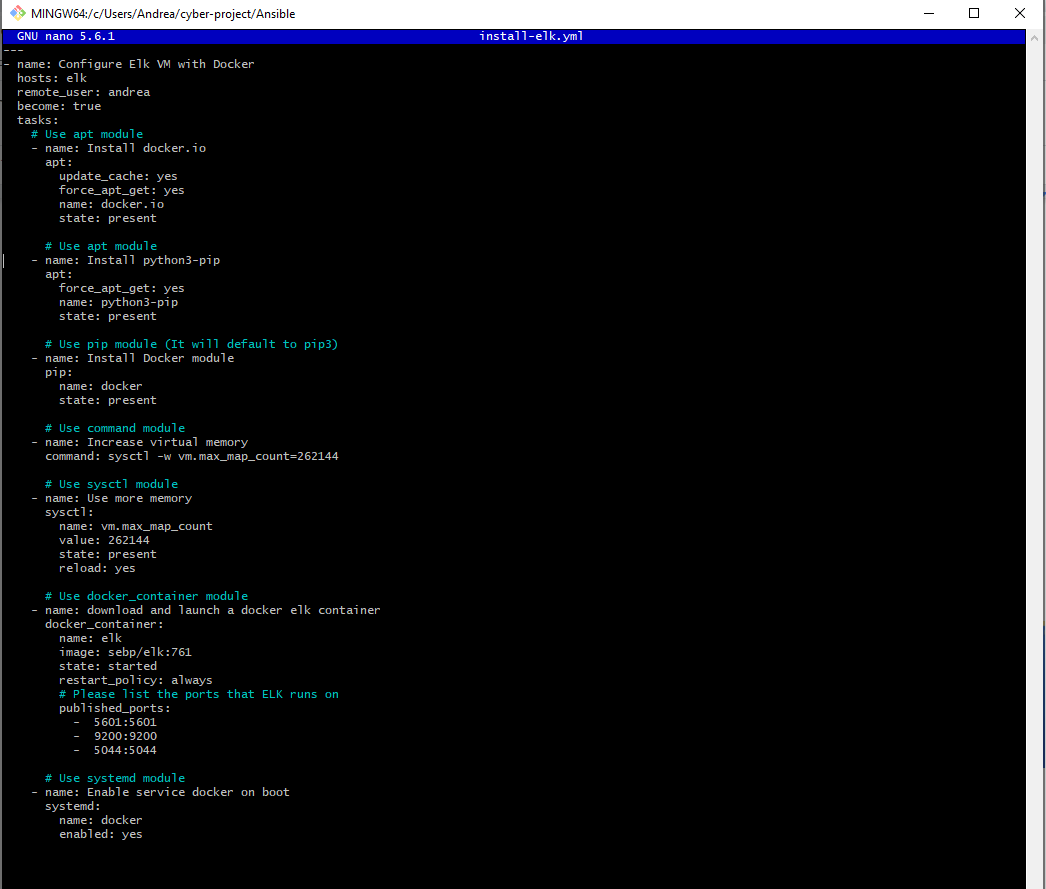 MINGW64:/c/Users/Andrea/cyber-project/Ansible
GNU nano 5.6.1 install-elk.yml
---
- name: Configure Elk VM with Docker
  hosts: elk
  remote_user: andrea
  become: true
  tasks:
    # Use apt module
    - name: Install docker.io
      apt:
        update_cache: yes
        force_apt_get: yes
        name: docker.io
        state: present

      # Use apt module
    - name: Install python3-pip
      apt:
        force_apt_get: yes
        name: python3-pip
        state: present

      # Use pip module (It will default to pip3)
    - name: Install Docker module
      pip:
        name: docker
        state: present

      # Use command module
    - name: Increase virtual memory
      command: sysctl -w vm.max_map_count=262144

      # Use sysctl module
    - name: Use more memory
      sysctl:
        name: vm.max_map_count
        value: 262144
        state: present
        reload: yes

      # Use docker_container module
    - name: download and launch a docker elk container
      docker_container:
        name: elk
        image: sebp/elk:761
        state: started
        restart_policy: always
        # Please list the ports that ELK runs on
        published_ports:
          -  5601:5601
          -  9200:9200
          -  5044:5044

      # Use systemd module
    - name: Enable service docker on boot
      systemd:
        name: docker
        enabled: yes